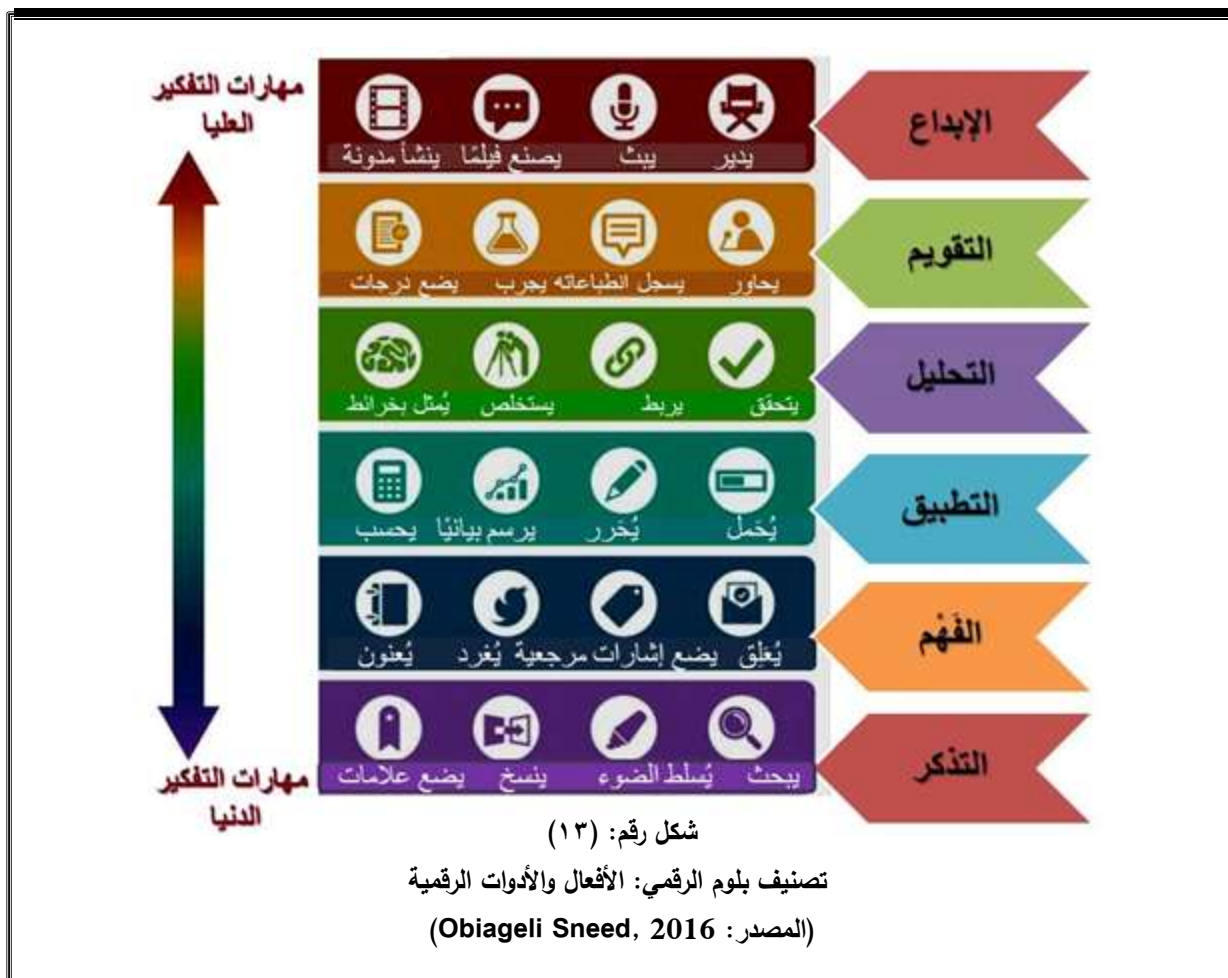 مهارات التفكير
العليا
الإبداع
يدير يبث يصنع فيلمًا ينشأ مدونة
التقويم
يحاور يسجل انطباعاته يجرب يضع درجات
التحليل
يتحقق يربط يستخلص يُمثل بخرائط
التطبيق
يُحَمل يُحَرر يرسم بيانيًا يحسب
الفَهْم
يُعَلِق يضع إشارات مرجعية يُغرد يُعنون
التذكر
يبحث يُسلط الضوء ينسخ يضع علامات
مهارات التفكير
الدنيا
شكل رقم: (١٣)
تصنيف بلوم الرقمي: الأفعال والأدوات الرقمية
(المصدر: Obiageli Sneed, 2016)